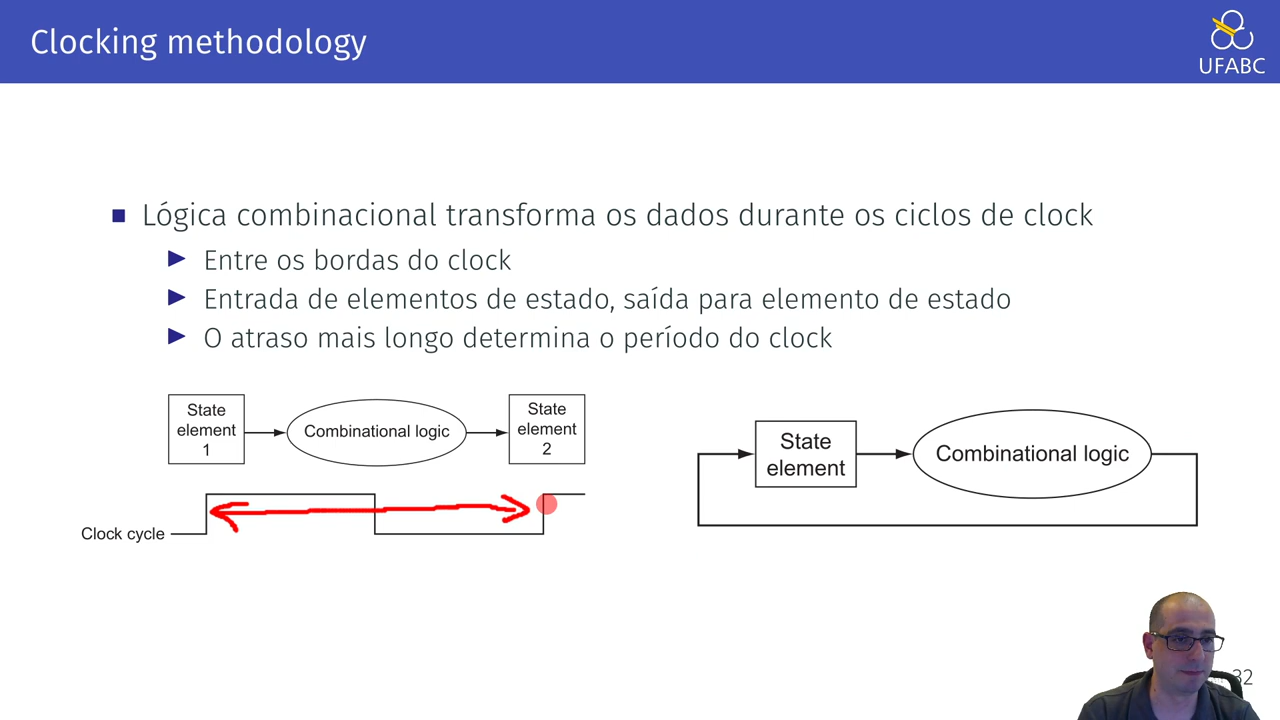 Clocking methodology
UFABC
Lógica combinacional transforma os dados durante os ciclos de clock
Entre os bordas do clock
Entrada de elementos de estado, saída para elemento de estado
O atraso mais longo determina o período do clock
State
element
1
Combinational logic
State
element
2
Clock cycle
State
element
Combinational logic
32